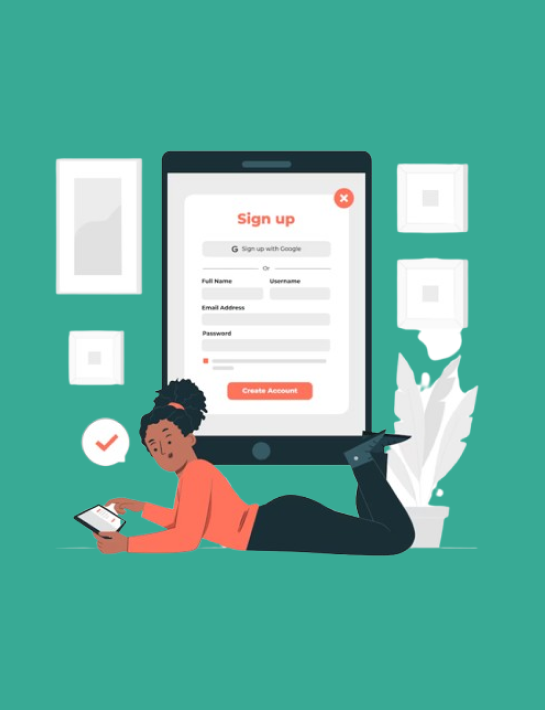 Sign up
G Sign up with Google
Or
Full Name Username
Email Address
Password
Create Account